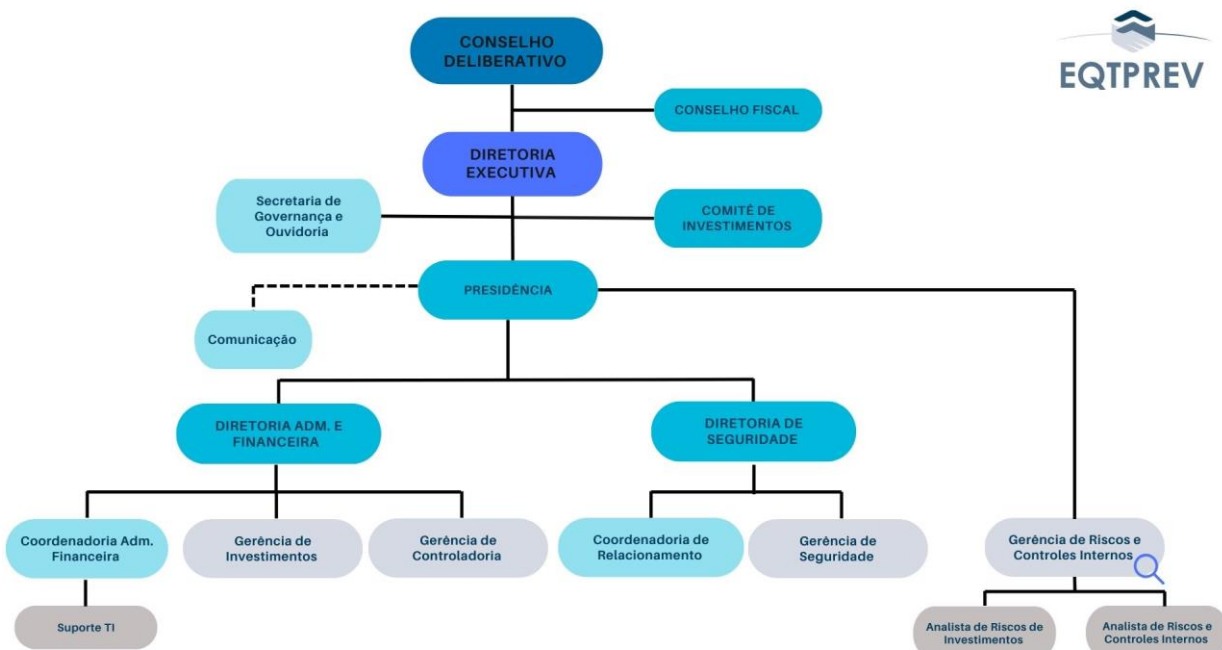 CONSELHO
DELIBERATIVO
EQTPREV
CONSELHO FISCAL
DIRETORIA
EXECUTIVA
Secretaria de
Governança e
Ouvidoria
COMITÊ DE
INVESTIMENTOS
PRESIDÊNCIA
Comunicação
DIRETORIA ADM. E
FINANCEIRA
DIRETORIA DE
SEGURIDADE
Coordenadoria Adm.
Financeira
Gerência de
Investimentos
Gerência de
Controladoria
Coordenadoria de
Relacionamento
Gerência de
Seguridade
Gerência de Riscos e
Controles Internos
Suporte TI
Analista de Riscos de
Investimentos
Analista de Riscos e
Controles Internos